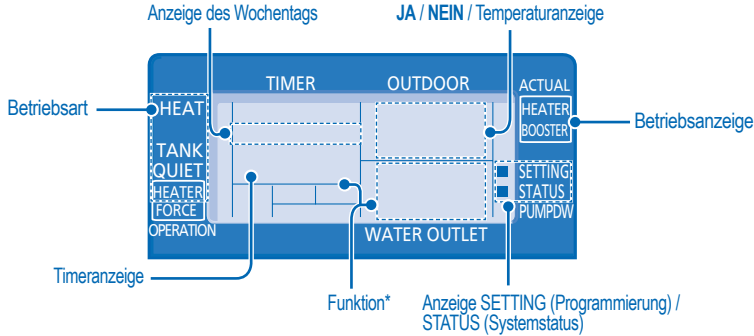 Anzeige des Wochentags
JA / NEIN / Temperaturanzeige
TIMER
OUTDOOR
ACTUAL
Betriebsart
HEAT
HEATER
BOOSTER
Betriebsanzeige
TANK
QUIET
HEATER
FORCE
OPERATION
SETTING
STATUS
PUMPDW
WATER OUTLET
Timeranzeige
Funktion*
Anzeige SETTING (Programmierung) /
STATUS (Systemstatus)